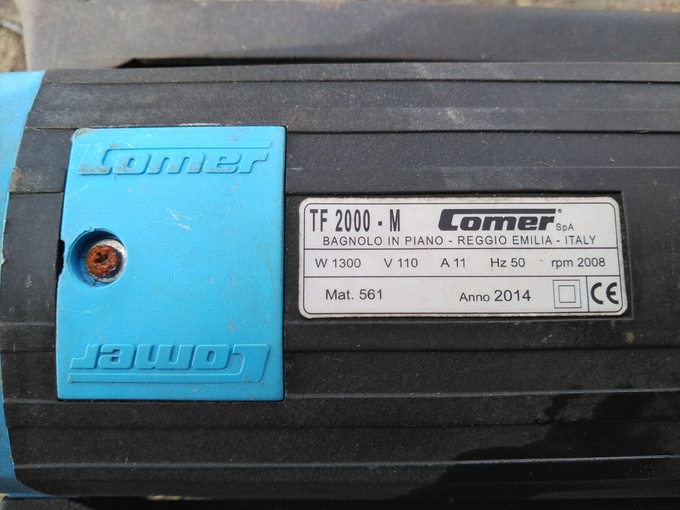 Comer
TF 2000 - M Comer® SpA
BAGNOLO IN PIANO - REGGIO EMILIA - ITALY
W 1300 V 110 A 11 Hz 50 rpm 2008
Mat. 561 Anno 2014 CE
Comer